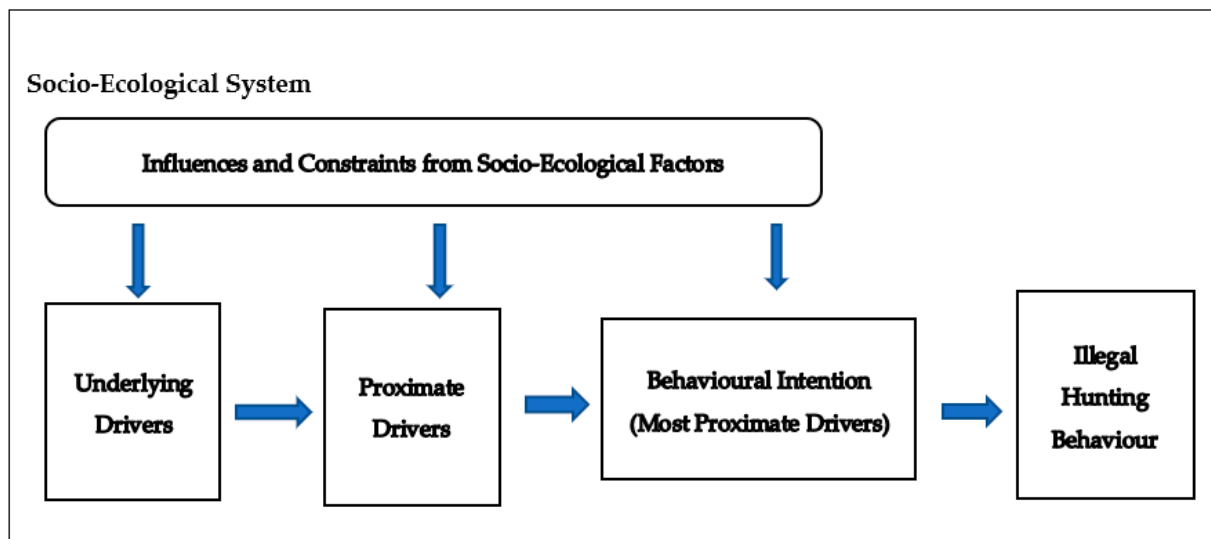 Socio-Ecological System
Influences and Constraints from Socio-Ecological Factors
Underlying
Drivers
Proximate
Drivers
Behavioural Intention
(Most Proximate Drivers)
Illegal
Hunting
Behaviour